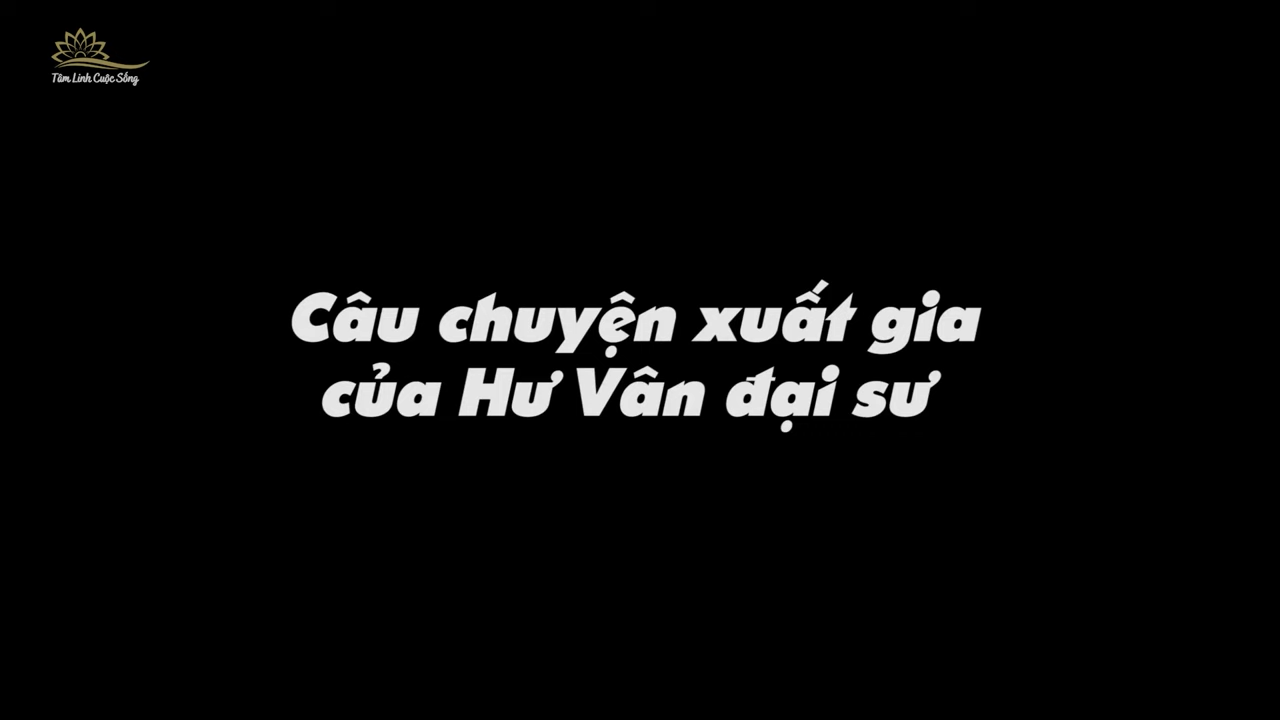 Tâm Linh Cuộc Sống
Câu chuyện xuất gia
của Hư Vân đại sư